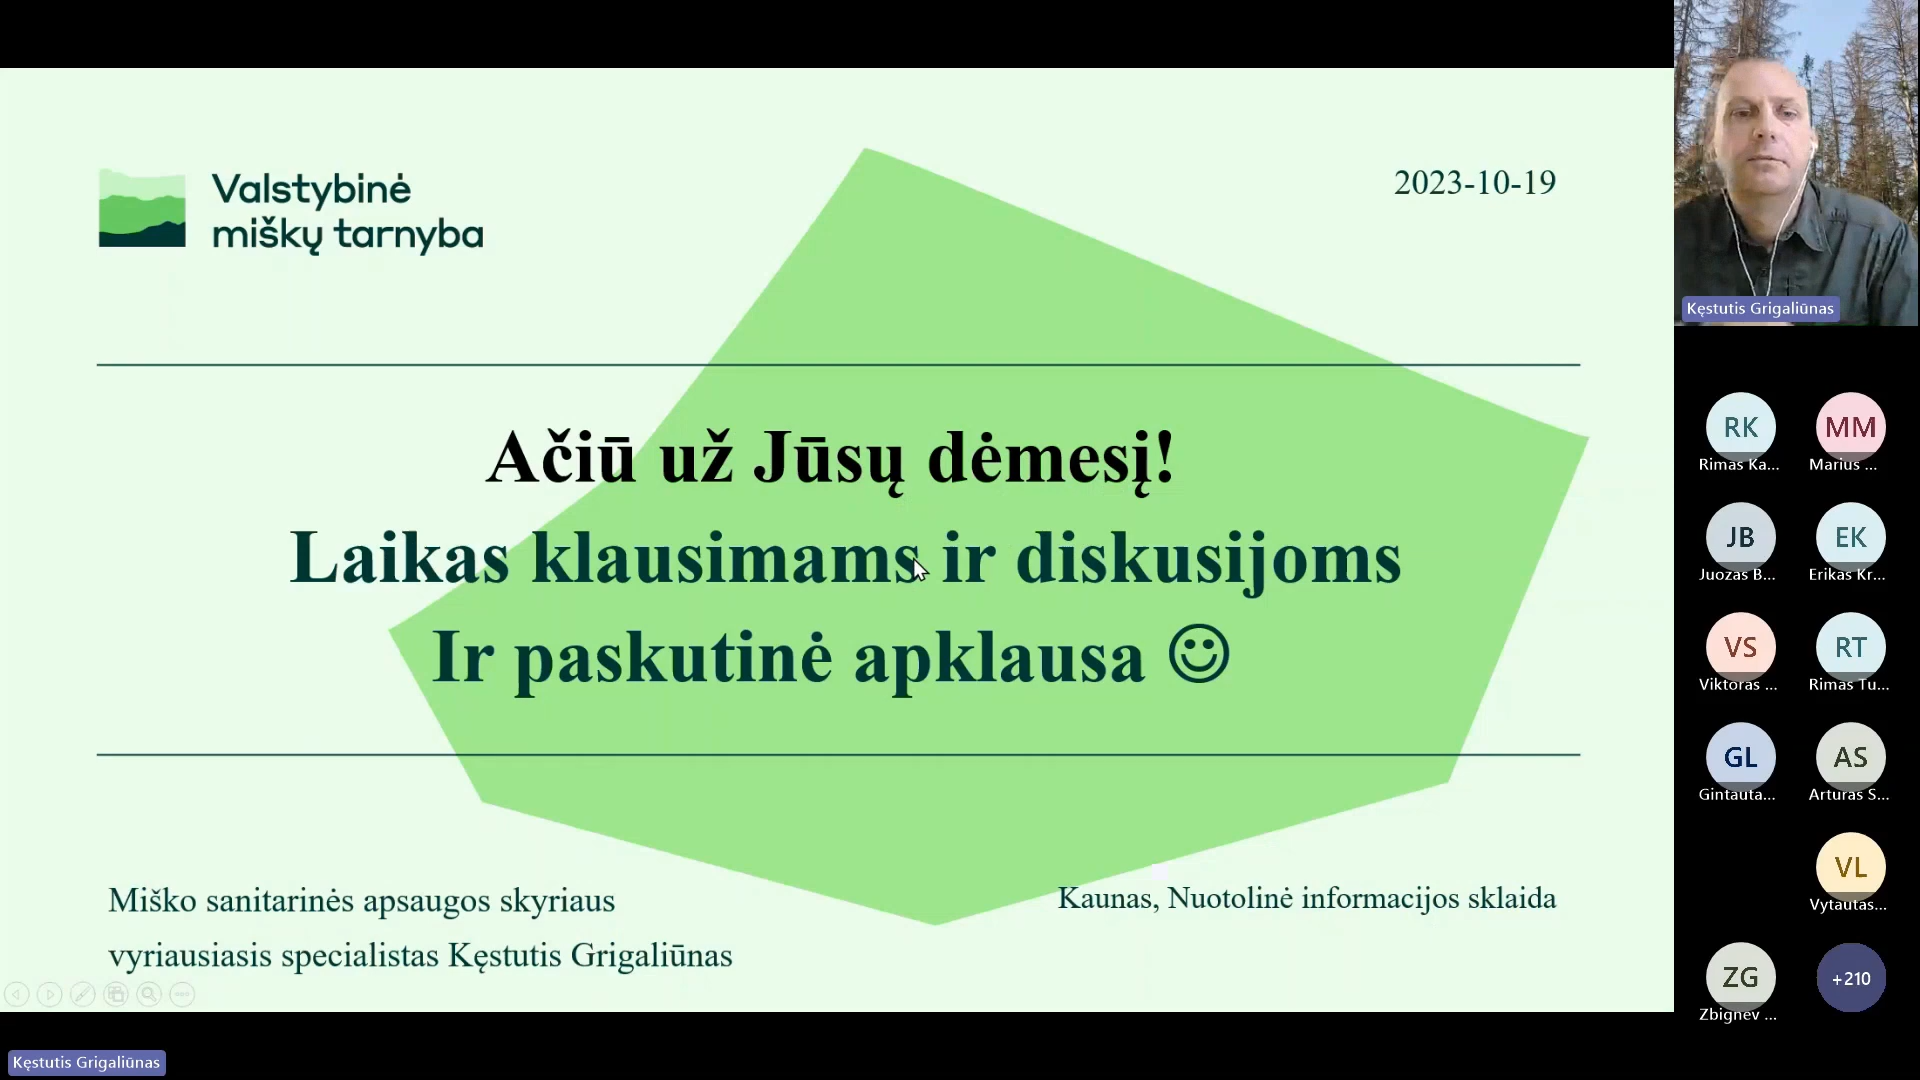 Valstybinė
miškų tarnyba
2023-10-19
Ačiū už Jūsų dėmesį!
Laikas klausimams ir diskusijoms
Ir paskutinė apklausa ☺
Miško sanitarinės apsaugos skyriaus
vyriausiasis specialistas Kęstutis Grigaliūnas
Kaunas, Nuotolinė informacijos sklaida
Kęstutis Grigaliūnas
Kęstutis Grigaliūnas
RK
MM
Rimas Ka...
Marius ...
JB
EK
Juozas B...
Erikas Kr...
VS
RT
Viktoras ...
Rimas Tu...
GL
AS
Gintauta...
Arturas S...
VL
Vytautas...
ZG
+210
Zbignev ...